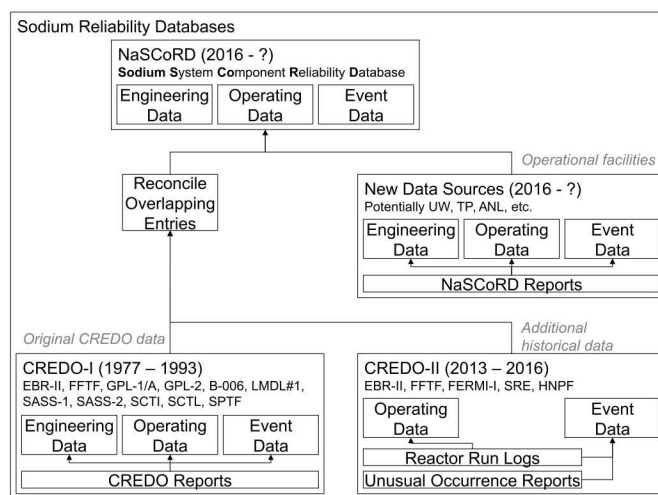 Sodium Reliability Databases
NaSCoRD (2016 - ?)
Sodium System Component Reliability Database
Engineering
Data
Operating
Data
Event
Data
Operational facilities
Reconcile
Overlapping
Entries
New Data Sources (2016 - ?)
Potentially UW, TP, ANL, etc.
Engineering
Data
Operating
Data
Event
Data
NaSCoRD Reports
Original CREDO data
Additional
historical data
CREDO-I (1977 – 1993)
EBR-II, FFTF, GPL-1/A, GPL-2, B-006, LMDL#1,
SASS-1, SASS-2, SCTI, SCTL, SPTF
Engineering
Data
Operating
Data
Event
Data
CREDO Reports
CREDO-II (2013 – 2016)
EBR-II, FFTF, FERMI-I, SRE, HNPF
Operating
Data
Event
Data
Reactor Run Logs
Unusual Occurrence Reports